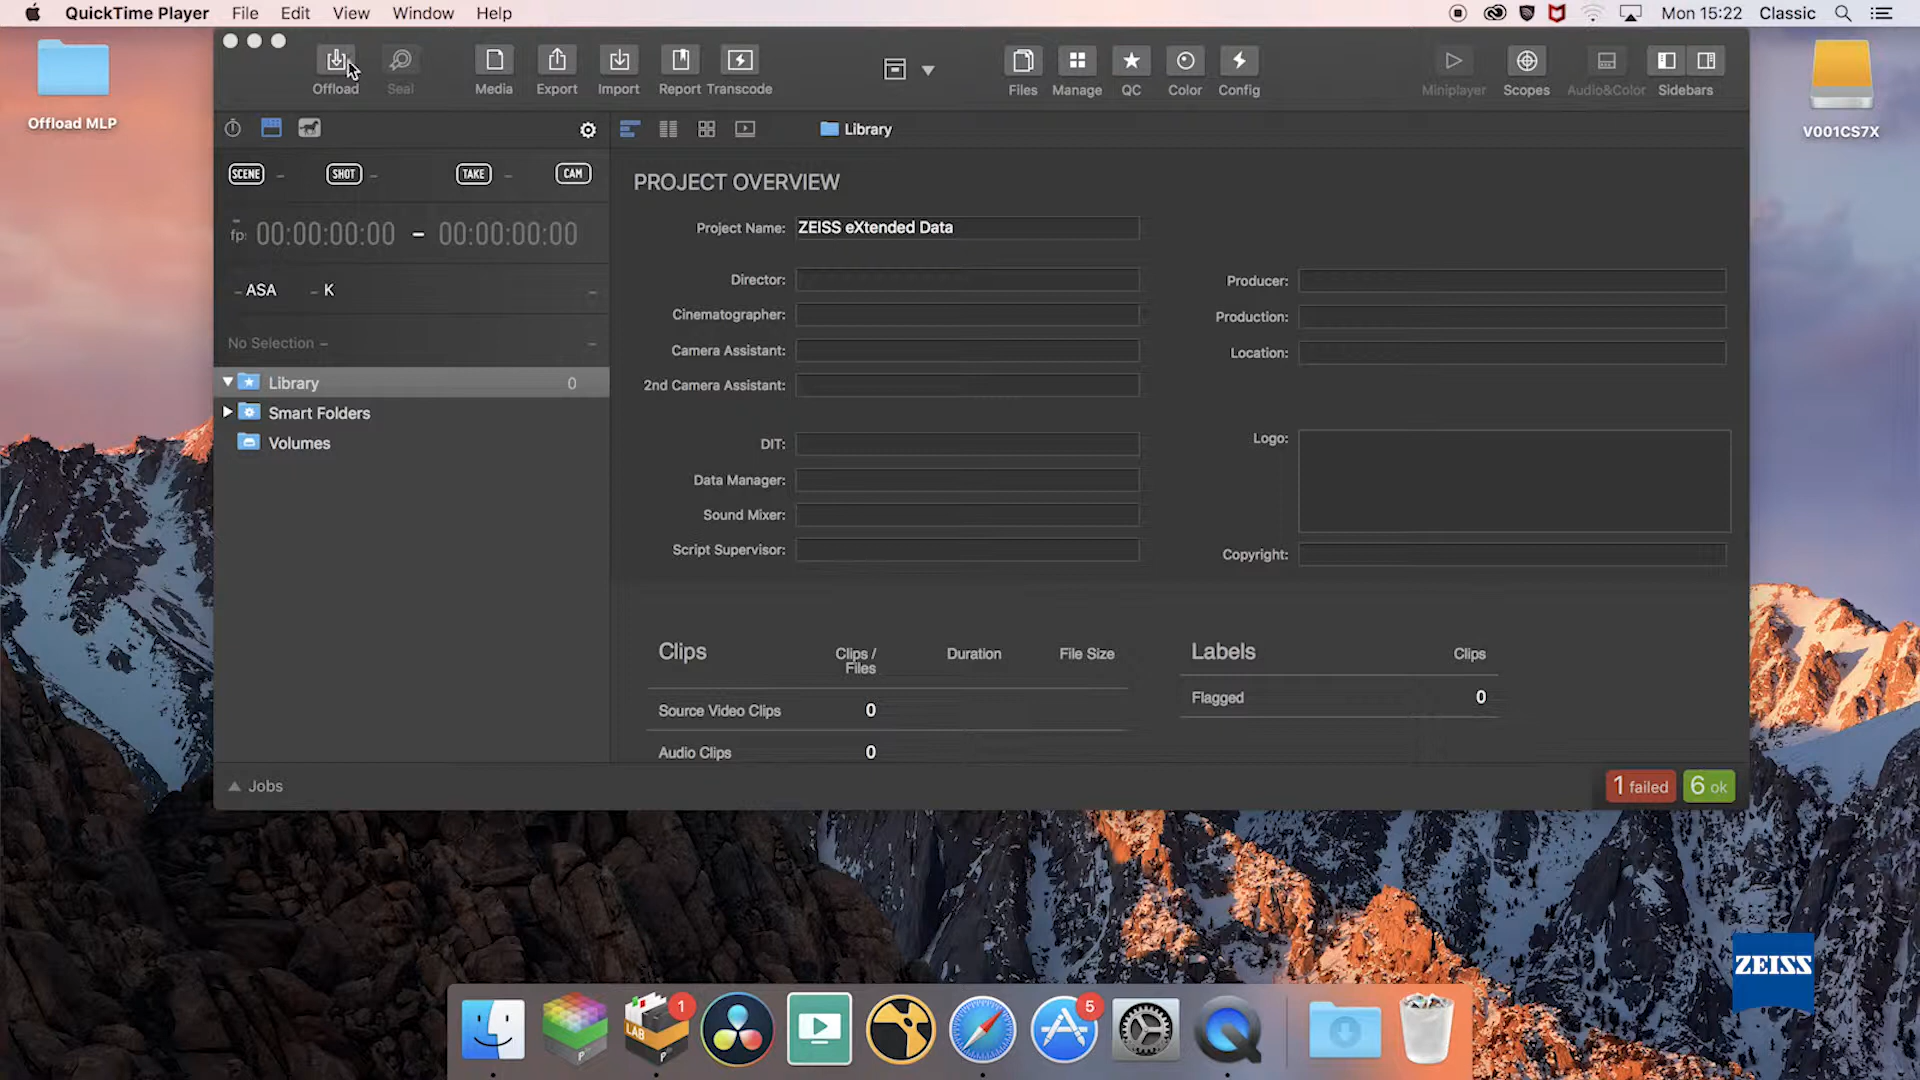 QuickTime Player File Edit View Window Help Mon 15:22 Classic
Offload Seal Media Export Import Report Transcode Files Manage QC Color Config Miniplayer Scopes Audio&Color Sidebars
Offload MLP
V001CS7X
Library
SCENE – SHOT – TAKE – CAM
PROJECT OVERVIEW
– fp: 00:00:00:00 – 00:00:00:00
Project Name: ZEISS eXtended Data
– ASA – K –
Director:
Producer:
Cinematographer:
Production:
No Selection – –
Camera Assistant:
Location:
Library 0
2nd Camera Assistant:
Smart Folders
Volumes
DIT:
Logo:
Data Manager:
Sound Mixer:
Script Supervisor:
Copyright:
Clips Clips / Files Duration File Size
Labels Clips
Source Video Clips 0
Flagged 0
Audio Clips 0
Jobs
1 failed 6 ok
ZEISS
LAB
1
5
P
P